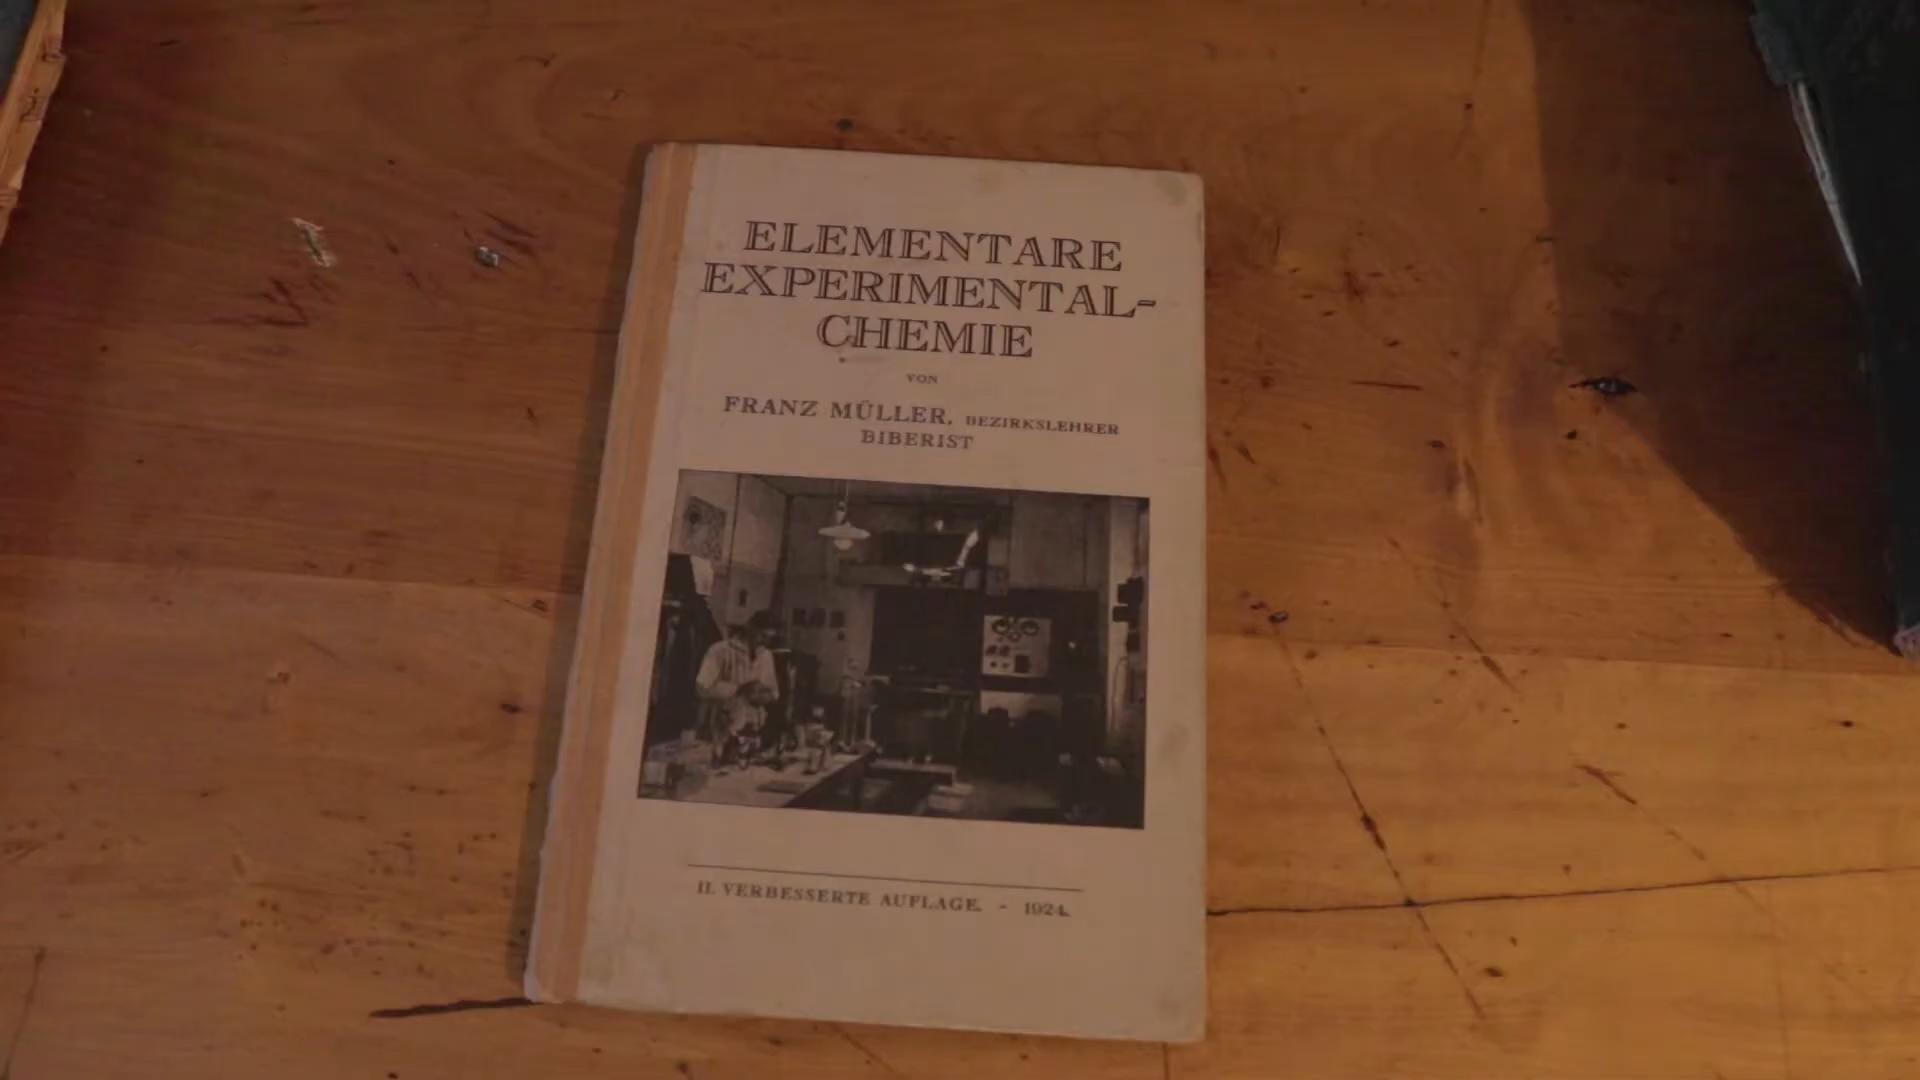 ELEMENTARE
EXPERIMENTAL-
CHEMIE
VON
FRANZ MÜLLER, BEZIRKSLEHRER
BIBERIST
II. VERBESSERTE AUFLAGE. - 1924.